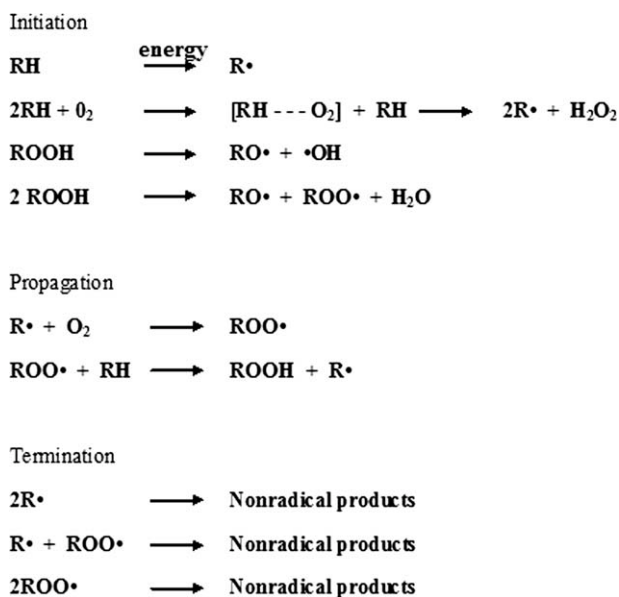 Initiation
energy
RH ⟶ R•
2RH + 0₂ ⟶ [RH --- O₂] + RH ⟶ 2R• + H₂O₂
ROOH ⟶ RO• + •OH
2 ROOH ⟶ RO• + ROO• + H₂O
Propagation
R• + O₂ ⟶ ROO•
ROO• + RH ⟶ ROOH + R•
Termination
2R• ⟶ Nonradical products
R• + ROO• ⟶ Nonradical products
2ROO• ⟶ Nonradical products